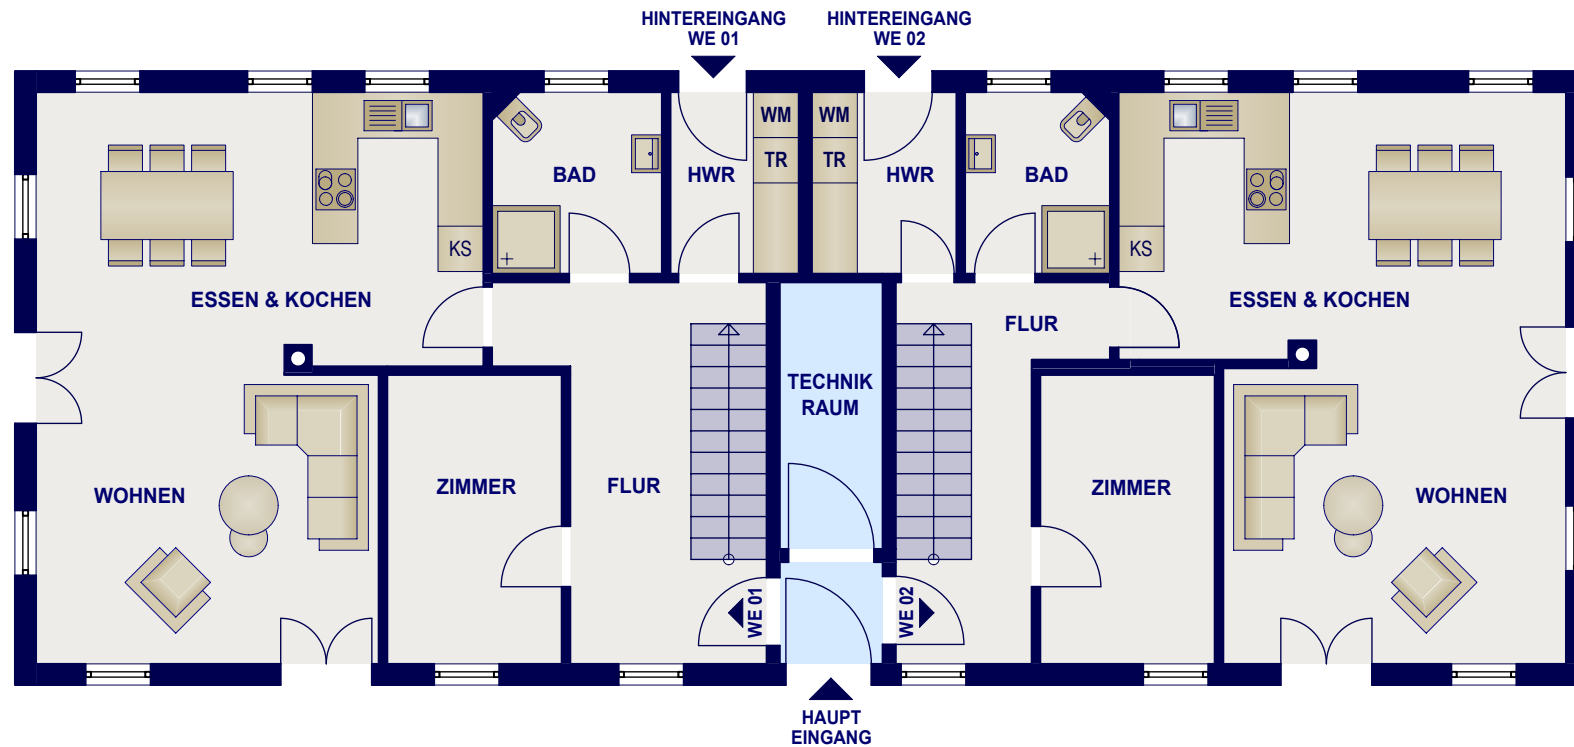 HINTEREINGANG
WE 01
HINTEREINGANG
WE 02
WM
WM
TR
TR
BAD
HWR
HWR
BAD
KS
KS
ESSEN & KOCHEN
ESSEN & KOCHEN
FLUR
TECHNIK
RAUM
WOHNEN
ZIMMER
FLUR
ZIMMER
WOHNEN
WE 01
WE 02
HAUPT
EINGANG